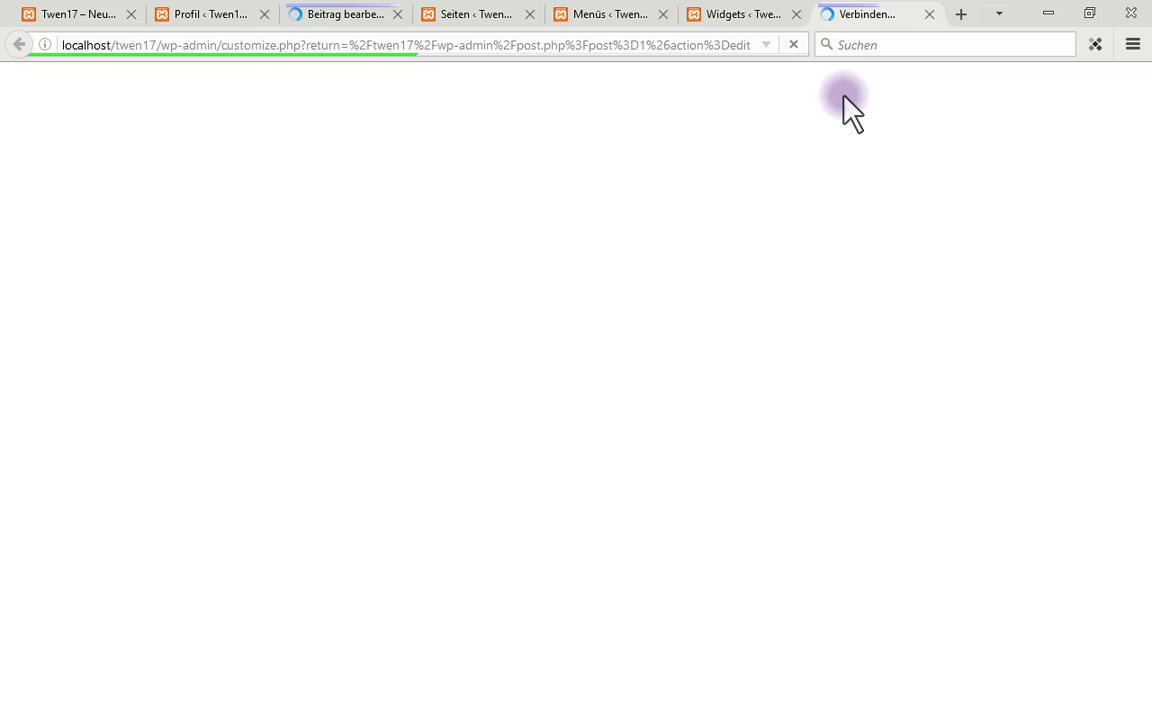 Twen17 – Neu... Profil ‹ Twen1... Beitrag bearbe... Seiten ‹ Twen... Menüs ‹ Twen... Widgets ‹ Twe... Verbinden...
localhost/twen17/wp-admin/customize.php?return=%2Ftwen17%2Fwp-admin%2Fpost.php%3Fpost%3D1%26action%3Dedit Suchen